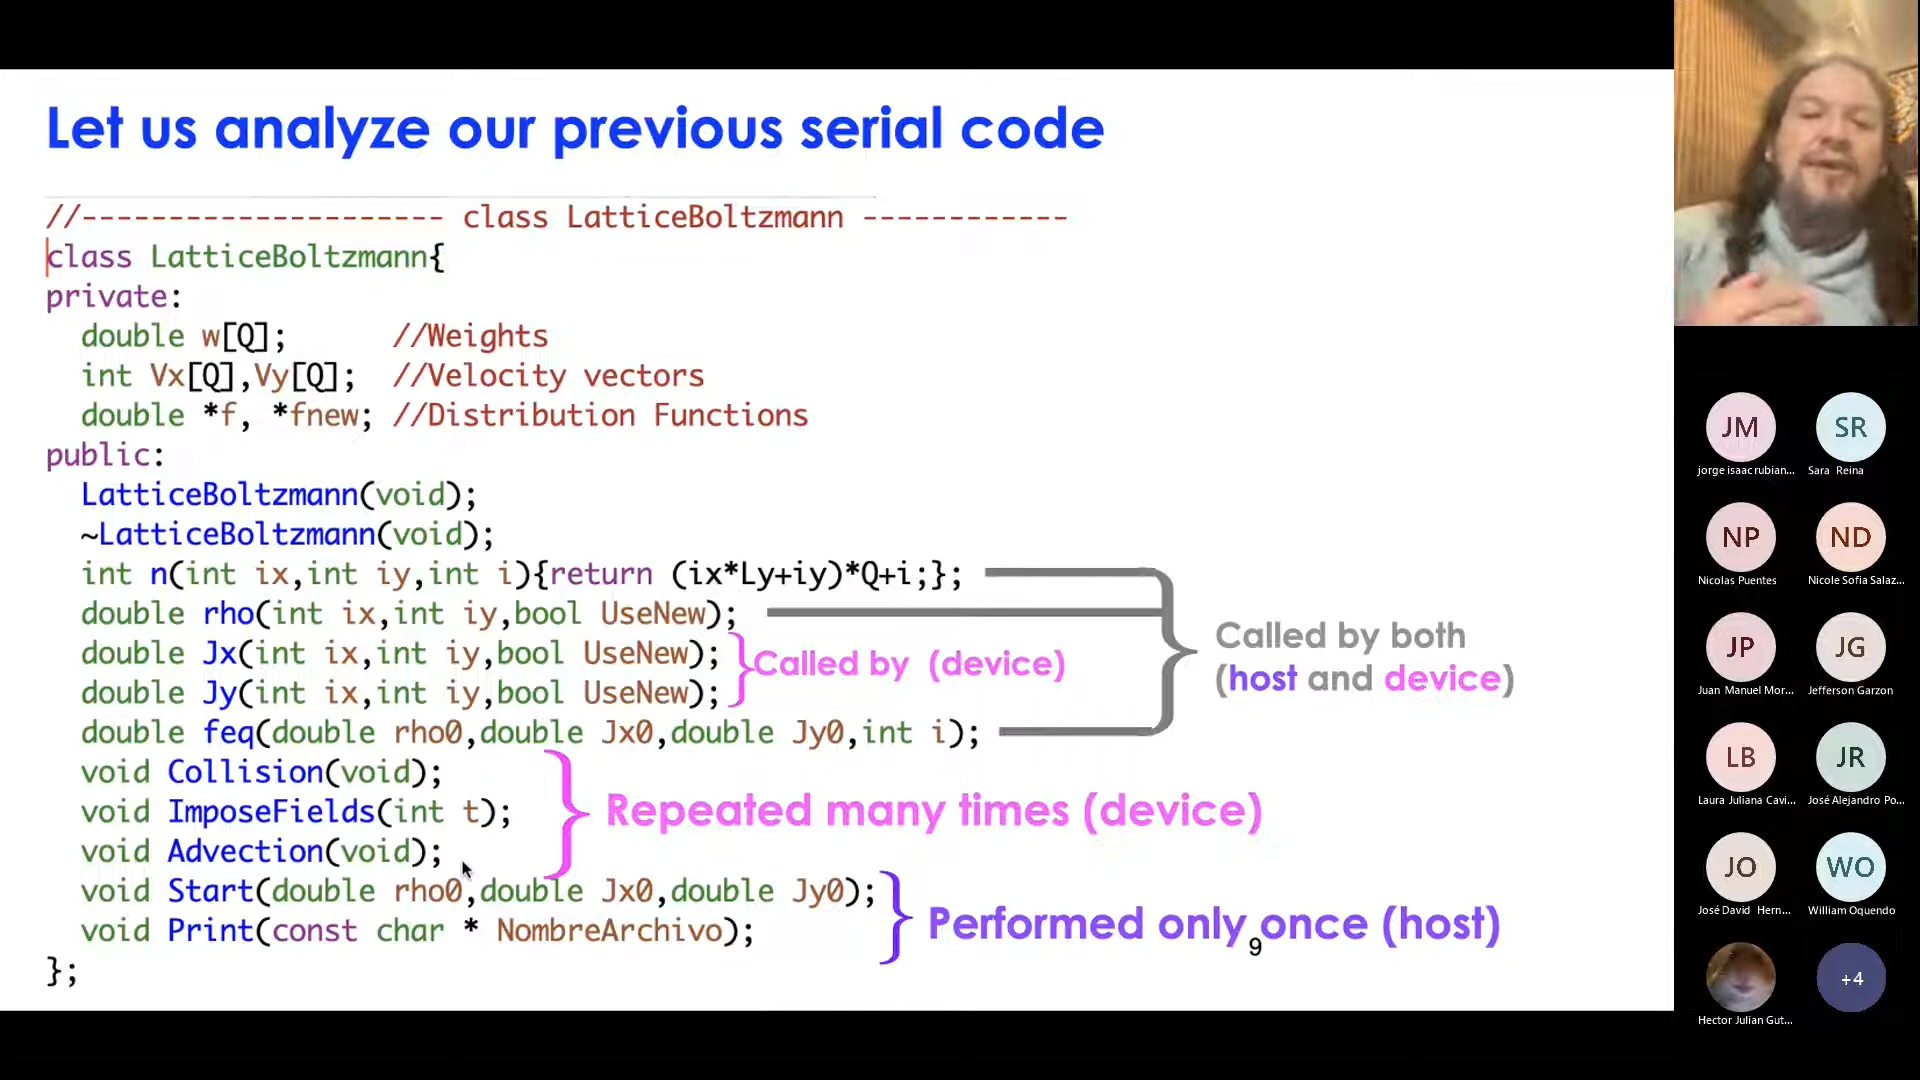 Let us analyze our previous serial code
//--------------------- class LatticeBoltzmann ------------
class LatticeBoltzmann{
private:
double w[Q]; //Weights
int Vx[Q],Vy[Q]; //Velocity vectors
double *f, *fnew; //Distribution Functions
public:
LatticeBoltzmann(void);
~LatticeBoltzmann(void);
int n(int ix,int iy,int i){return (ix*Ly+iy)*Q+i;};
double rho(int ix,int iy,bool UseNew);
double Jx(int ix,int iy,bool UseNew);
double Jy(int ix,int iy,bool UseNew);
Called by (device)
Called by both
(host and device)
double feq(double rho0,double Jx0,double Jy0,int i);
void Collision(void);
void ImposeFields(int t);
void Advection(void);
Repeated many times (device)
void Start(double rho0,double Jx0,double Jy0);
void Print(const char * NombreArchivo);
Performed only once (host)
};
9
JM
jorge isaac rubian...
SR
Sara Reina
NP
Nicolas Puentes
ND
Nicole Sofia Salaz...
JP
Juan Manuel Mor...
JG
Jefferson Garzon
LB
Laura Juliana Cavi...
JR
José Alejandro Po...
JO
José David Hern...
WO
William Oquendo
Hector Julian Gut...
+4